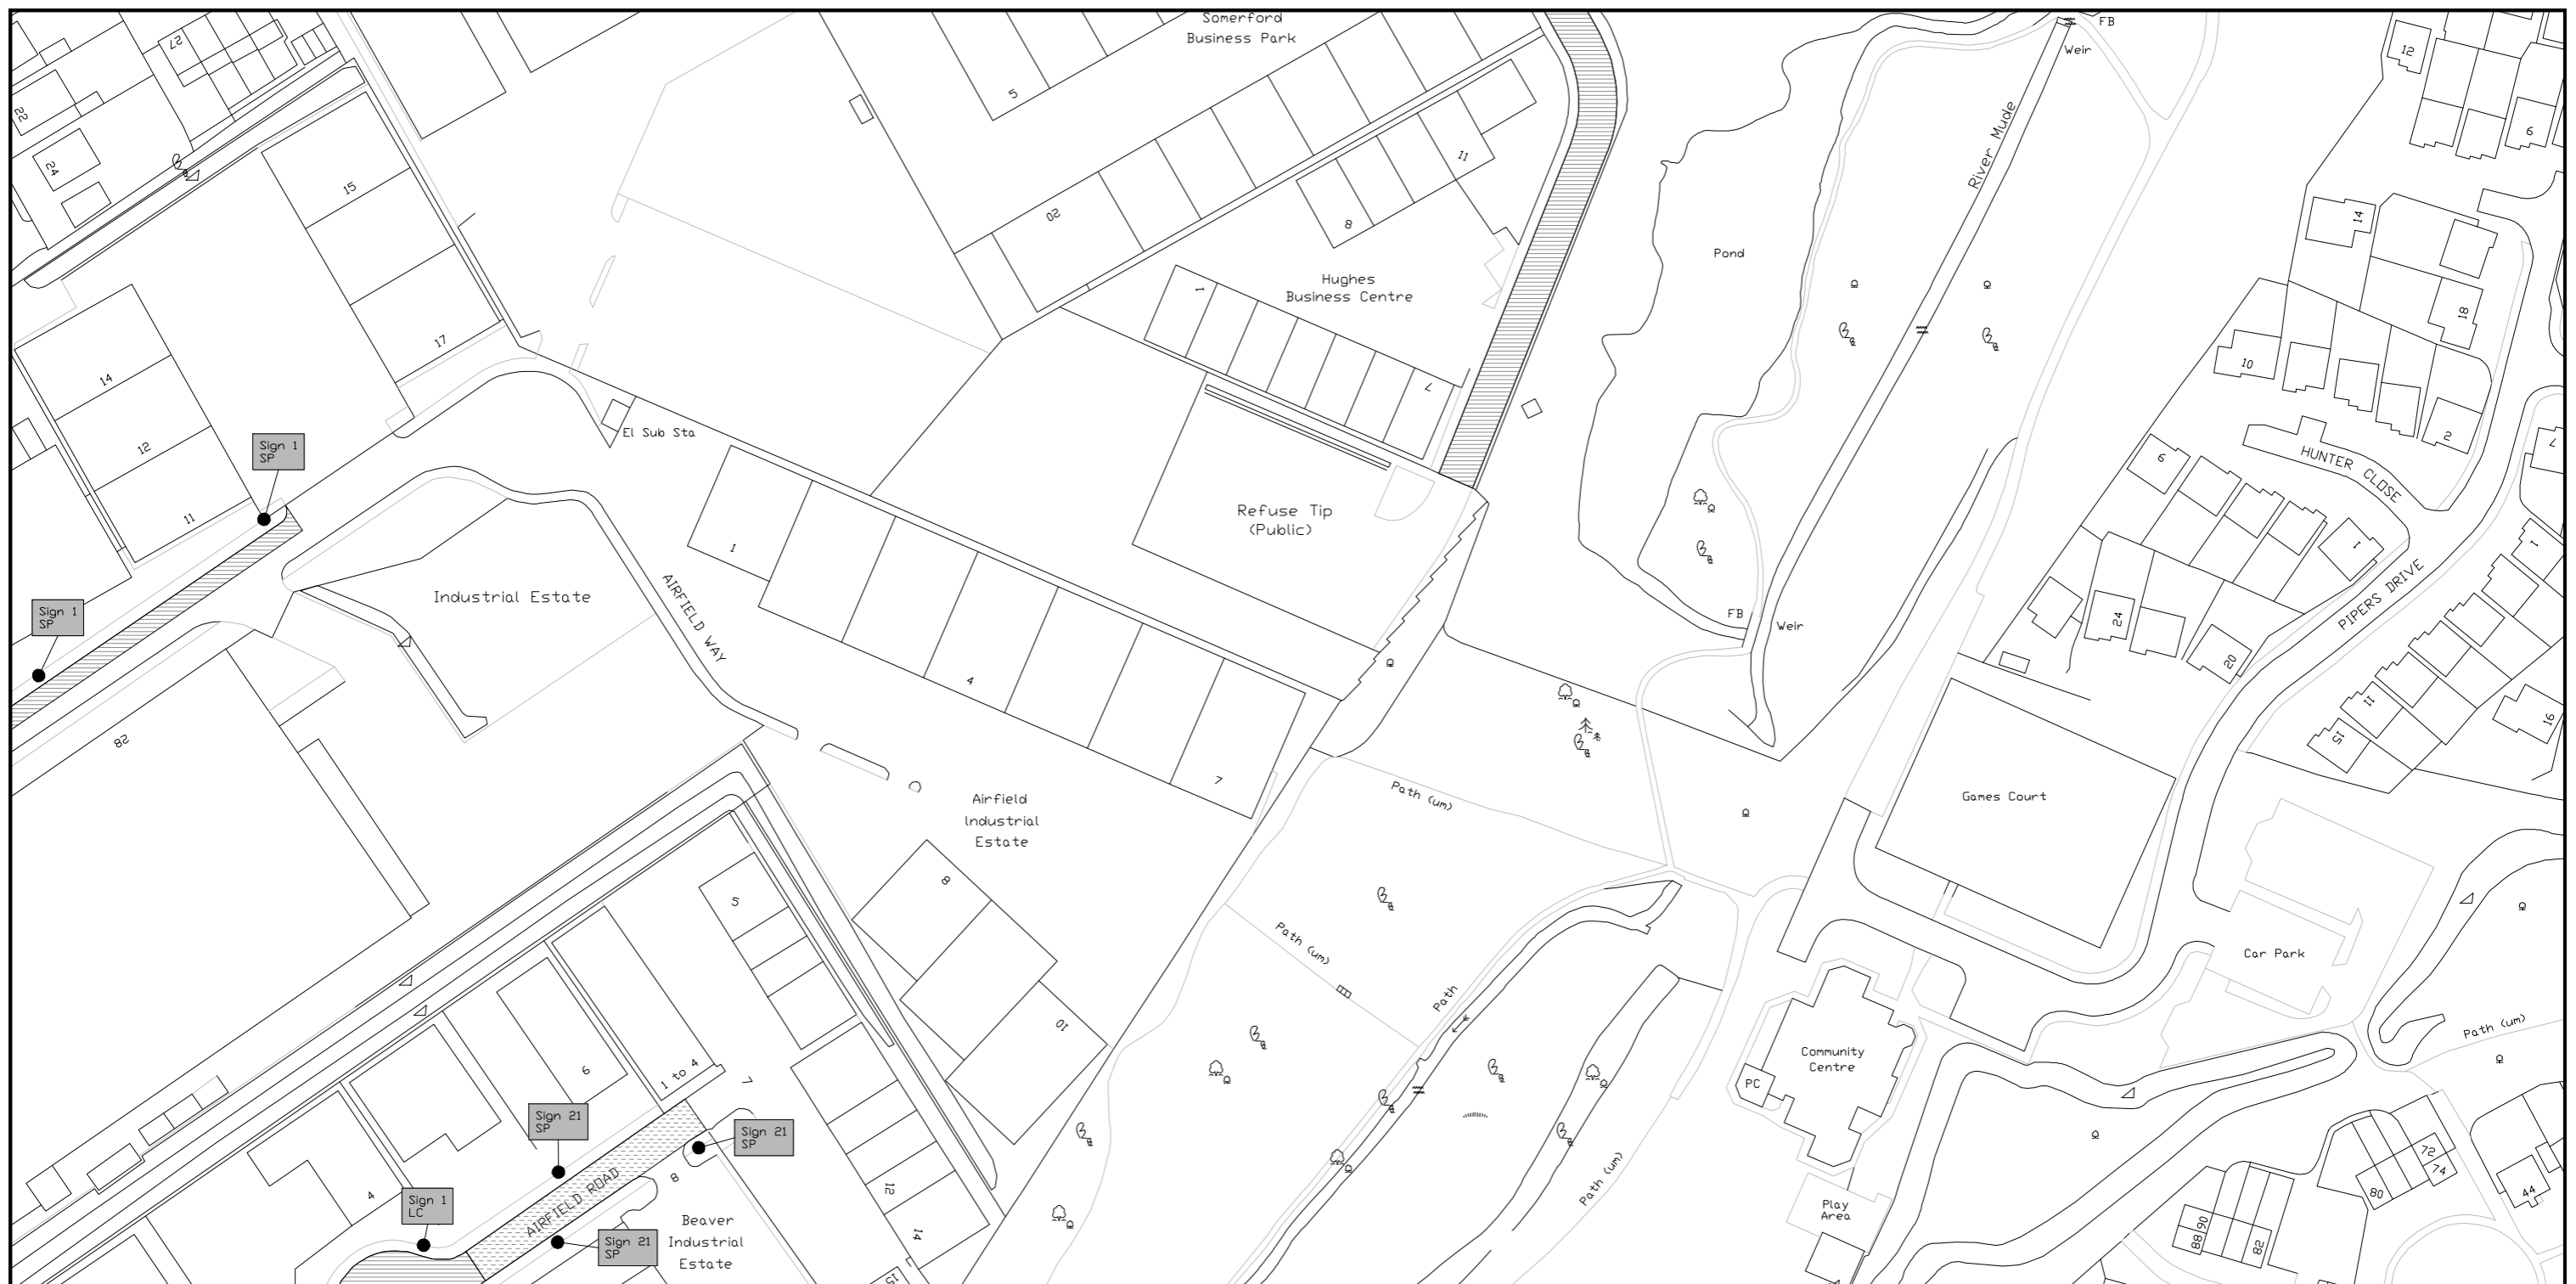 Somerford
Business Park
FB
Weir
12
6
27
22
24
5
11
8
20
15
River Mude
14
18
Pond
Hughes
Business Centre
1
7
17
14
12
11
10
2
HUNTER CLOSE
7
6
1
1
El Sub Sta
Sign 1
SP
Refuse Tip
(Public)
1
Industrial Estate
AIRFIELD WAY
Sign 1
SP
FB
Weir
24
20
PIPERS DRIVE
11
15
16
4
7
28
Airfield
Industrial
Estate
Path (um)
Games Court
8
10
5
Path (um)
Path
Car Park
Path (um)
6
1 to 4
7
Community
Centre
PC
Sign 21
SP
Sign 21
SP
AIRFIELD ROAD
8
4
Sign 1
LC
Sign 21
SP
Beaver
Industrial
Estate
12
14
15
Path (um)
Play
Area
72
74
80
44
88
90
82